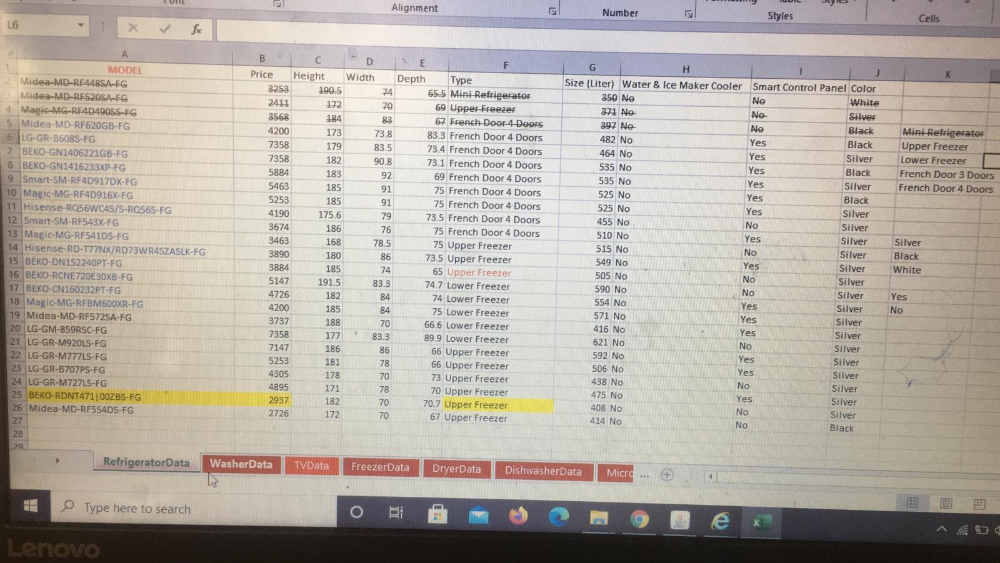 Font Alignment Number Styles Cells
L6 fx
A B C D E F G H I J K
1 MODEL Price Height Width Depth Type Size (Liter) Water & Ice Maker Cooler Smart Control Panel Color
2 Midea-MD-RF448SA-FG 3253 190.5 74 65.5 Mini Refrigerator 350 No No White
3 Midea-MD-RF520SA-FG 2411 172 70 69 Upper Freezer 371 No No Silver
4 Magic-MG-RF4D490SS-FG 3568 184 83 67 French Door 4 Doors 397 No No Black Mini Refrigerator
5 Midea-MD-RF620GB-FG 4200 173 73.8 83.3 French Door 4 Doors 482 No Yes Black Upper Freezer
6 LG-GR-B608S-FG 7358 179 83.5 73.4 French Door 4 Doors 464 No Yes Silver Lower Freezer
7 BEKO-GN1406221GB-FG 7358 182 90.8 73.1 French Door 4 Doors 535 No Yes Black French Door 3 Doors
8 BEKO-GN1416233XP-FG 5884 183 92 69 French Door 4 Doors 535 No Yes Silver French Door 4 Doors
9 Smart-SM-RF4D917DX-FG 5463 185 91 75 French Door 4 Doors 525 No Yes Black
10 Magic-MG-RF4D916X-FG 5253 185 91 75 French Door 4 Doors 525 No Yes Silver
11 Hisense-RQ56WC4S/S-RQ56S-FG 4190 175.6 79 73.5 French Door 4 Doors 455 No No Silver
12 Smart-SM-RF543X-FG 3674 186 76 75 French Door 4 Doors 510 No Yes Silver Silver
13 Magic-MG-RF541DS-FG 3463 168 78.5 75 Upper Freezer 515 No No Silver Black
14 Hisense-RD-T77NX/RD73WR4SZASLK-FG 3890 180 86 73.5 Upper Freezer 549 No Yes Silver White
15 BEKO-DN152240PT-FG 3884 185 74 65 Upper Freezer 505 No No Silver
16 BEKO-RCNE720E30XB-FG 5147 191.5 83.3 74.7 Lower Freezer 590 No No Silver Yes
17 BEKO-CN160232PT-FG 4726 182 84 74 Lower Freezer 554 No Yes Silver No
18 Magic-MG-RFBM600XR-FG 4200 185 84 75 Lower Freezer 571 No Yes Silver
19 Midea-MD-RF572SA-FG 3737 188 70 66.6 Lower Freezer 416 No Yes Silver
20 LG-GM-859RSC-FG 7358 177 83.3 89.9 Lower Freezer 621 No No Silver
21 LG-GR-M920LS-FG 7147 186 86 66 Upper Freezer 592 No Yes Silver
22 LG-GR-M777LS-FG 5253 181 78 66 Upper Freezer 506 No Yes Silver
23 LG-GR-B707PS-FG 4305 178 70 73 Upper Freezer 438 No No Silver
24 LG-GR-M727LS-FG 4895 171 78 70 Upper Freezer 475 No Yes Silver
25 BEKO-RDNT471|00ZBS-FG 2937 182 70 70.7 Upper Freezer 408 No No Silver
26 Midea-MD-RF554DS-FG 2726 172 70 67 Upper Freezer 414 No No Black
27
28
29
RefrigeratorData WasherData TVData FreezerData DryerData DishwasherData Micro ...
Type here to search
Lenovo